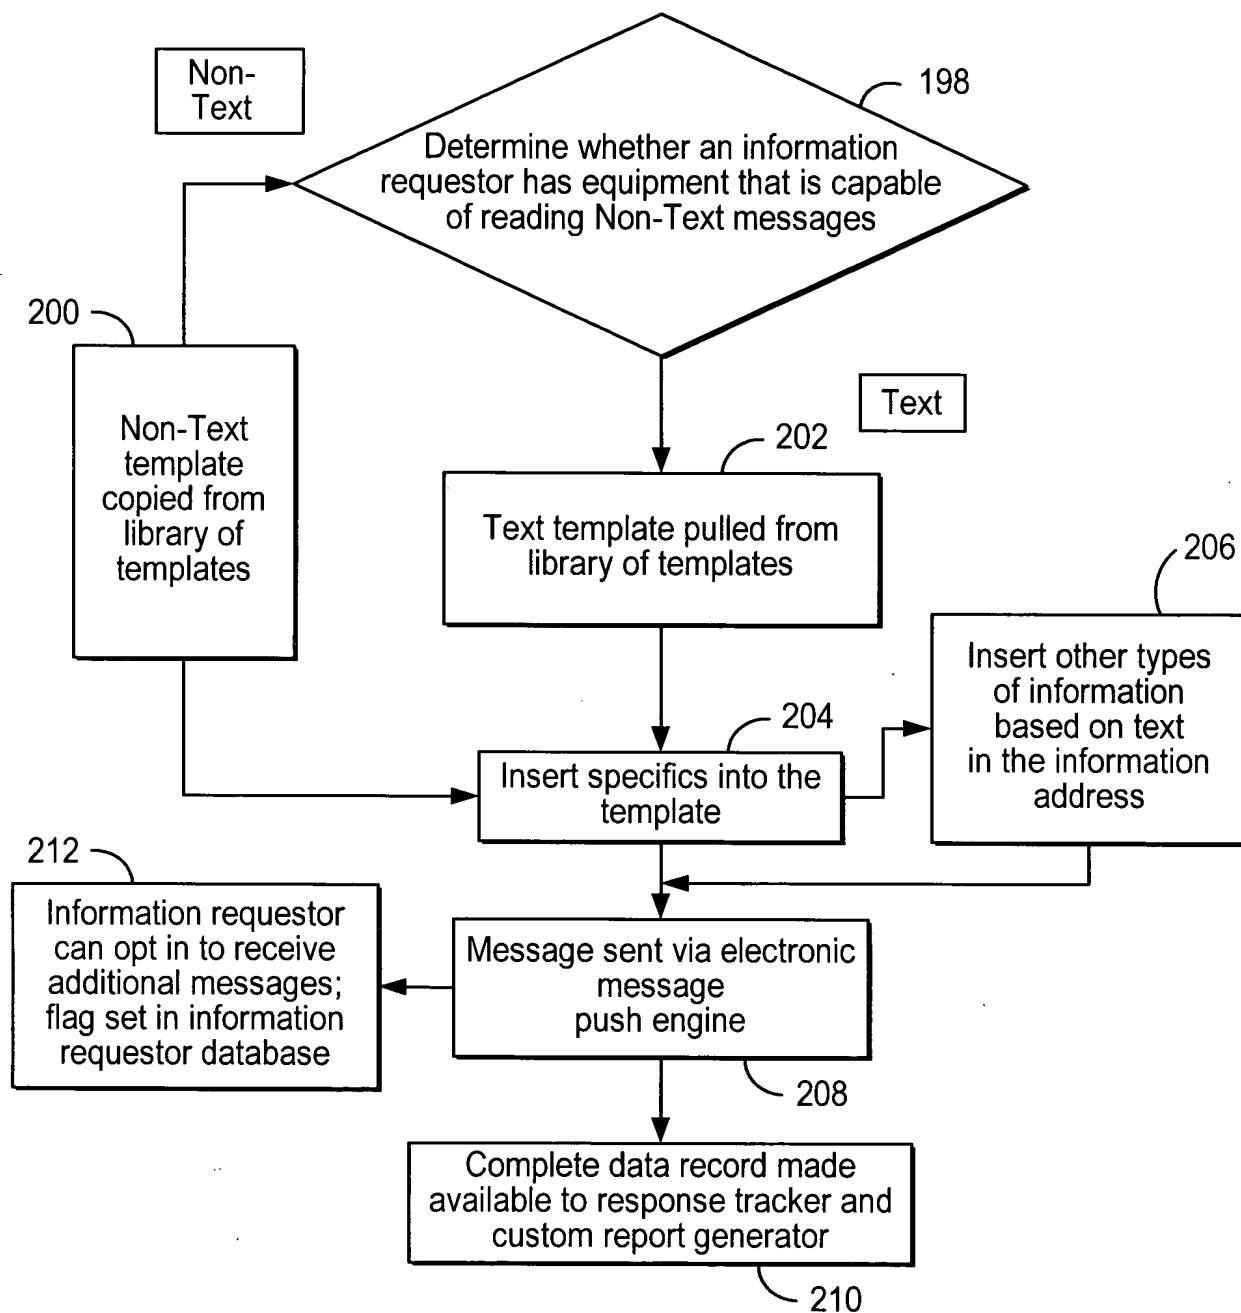 Non-
Text
198
Determine whether an information
requestor has equipment that is capable
of reading Non-Text messages
200
Non-Text
template
copied from
library of
templates
Text
202
Text template pulled from
library of templates
206
Insert other types
of information
based on text
in the information
address
204
Insert specifics into the
template
212
Information requestor
can opt in to receive
additional messages;
flag set in information
requestor database
Message sent via electronic
message
push engine
208
Complete data record made
available to response tracker and
custom report generator
210